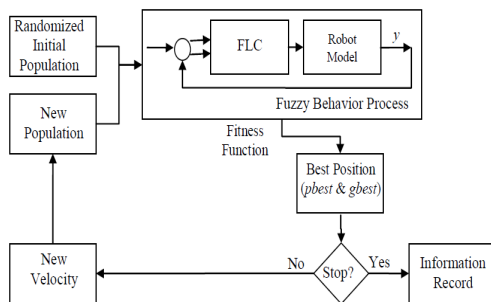 Randomized
Initial
Population
FLC
Robot
Model
y
Fuzzy Behavior Process
New
Population
Fitness
Function
Best Position
(pbest & gbest)
New
Velocity
No
Stop?
Yes
Information
Record